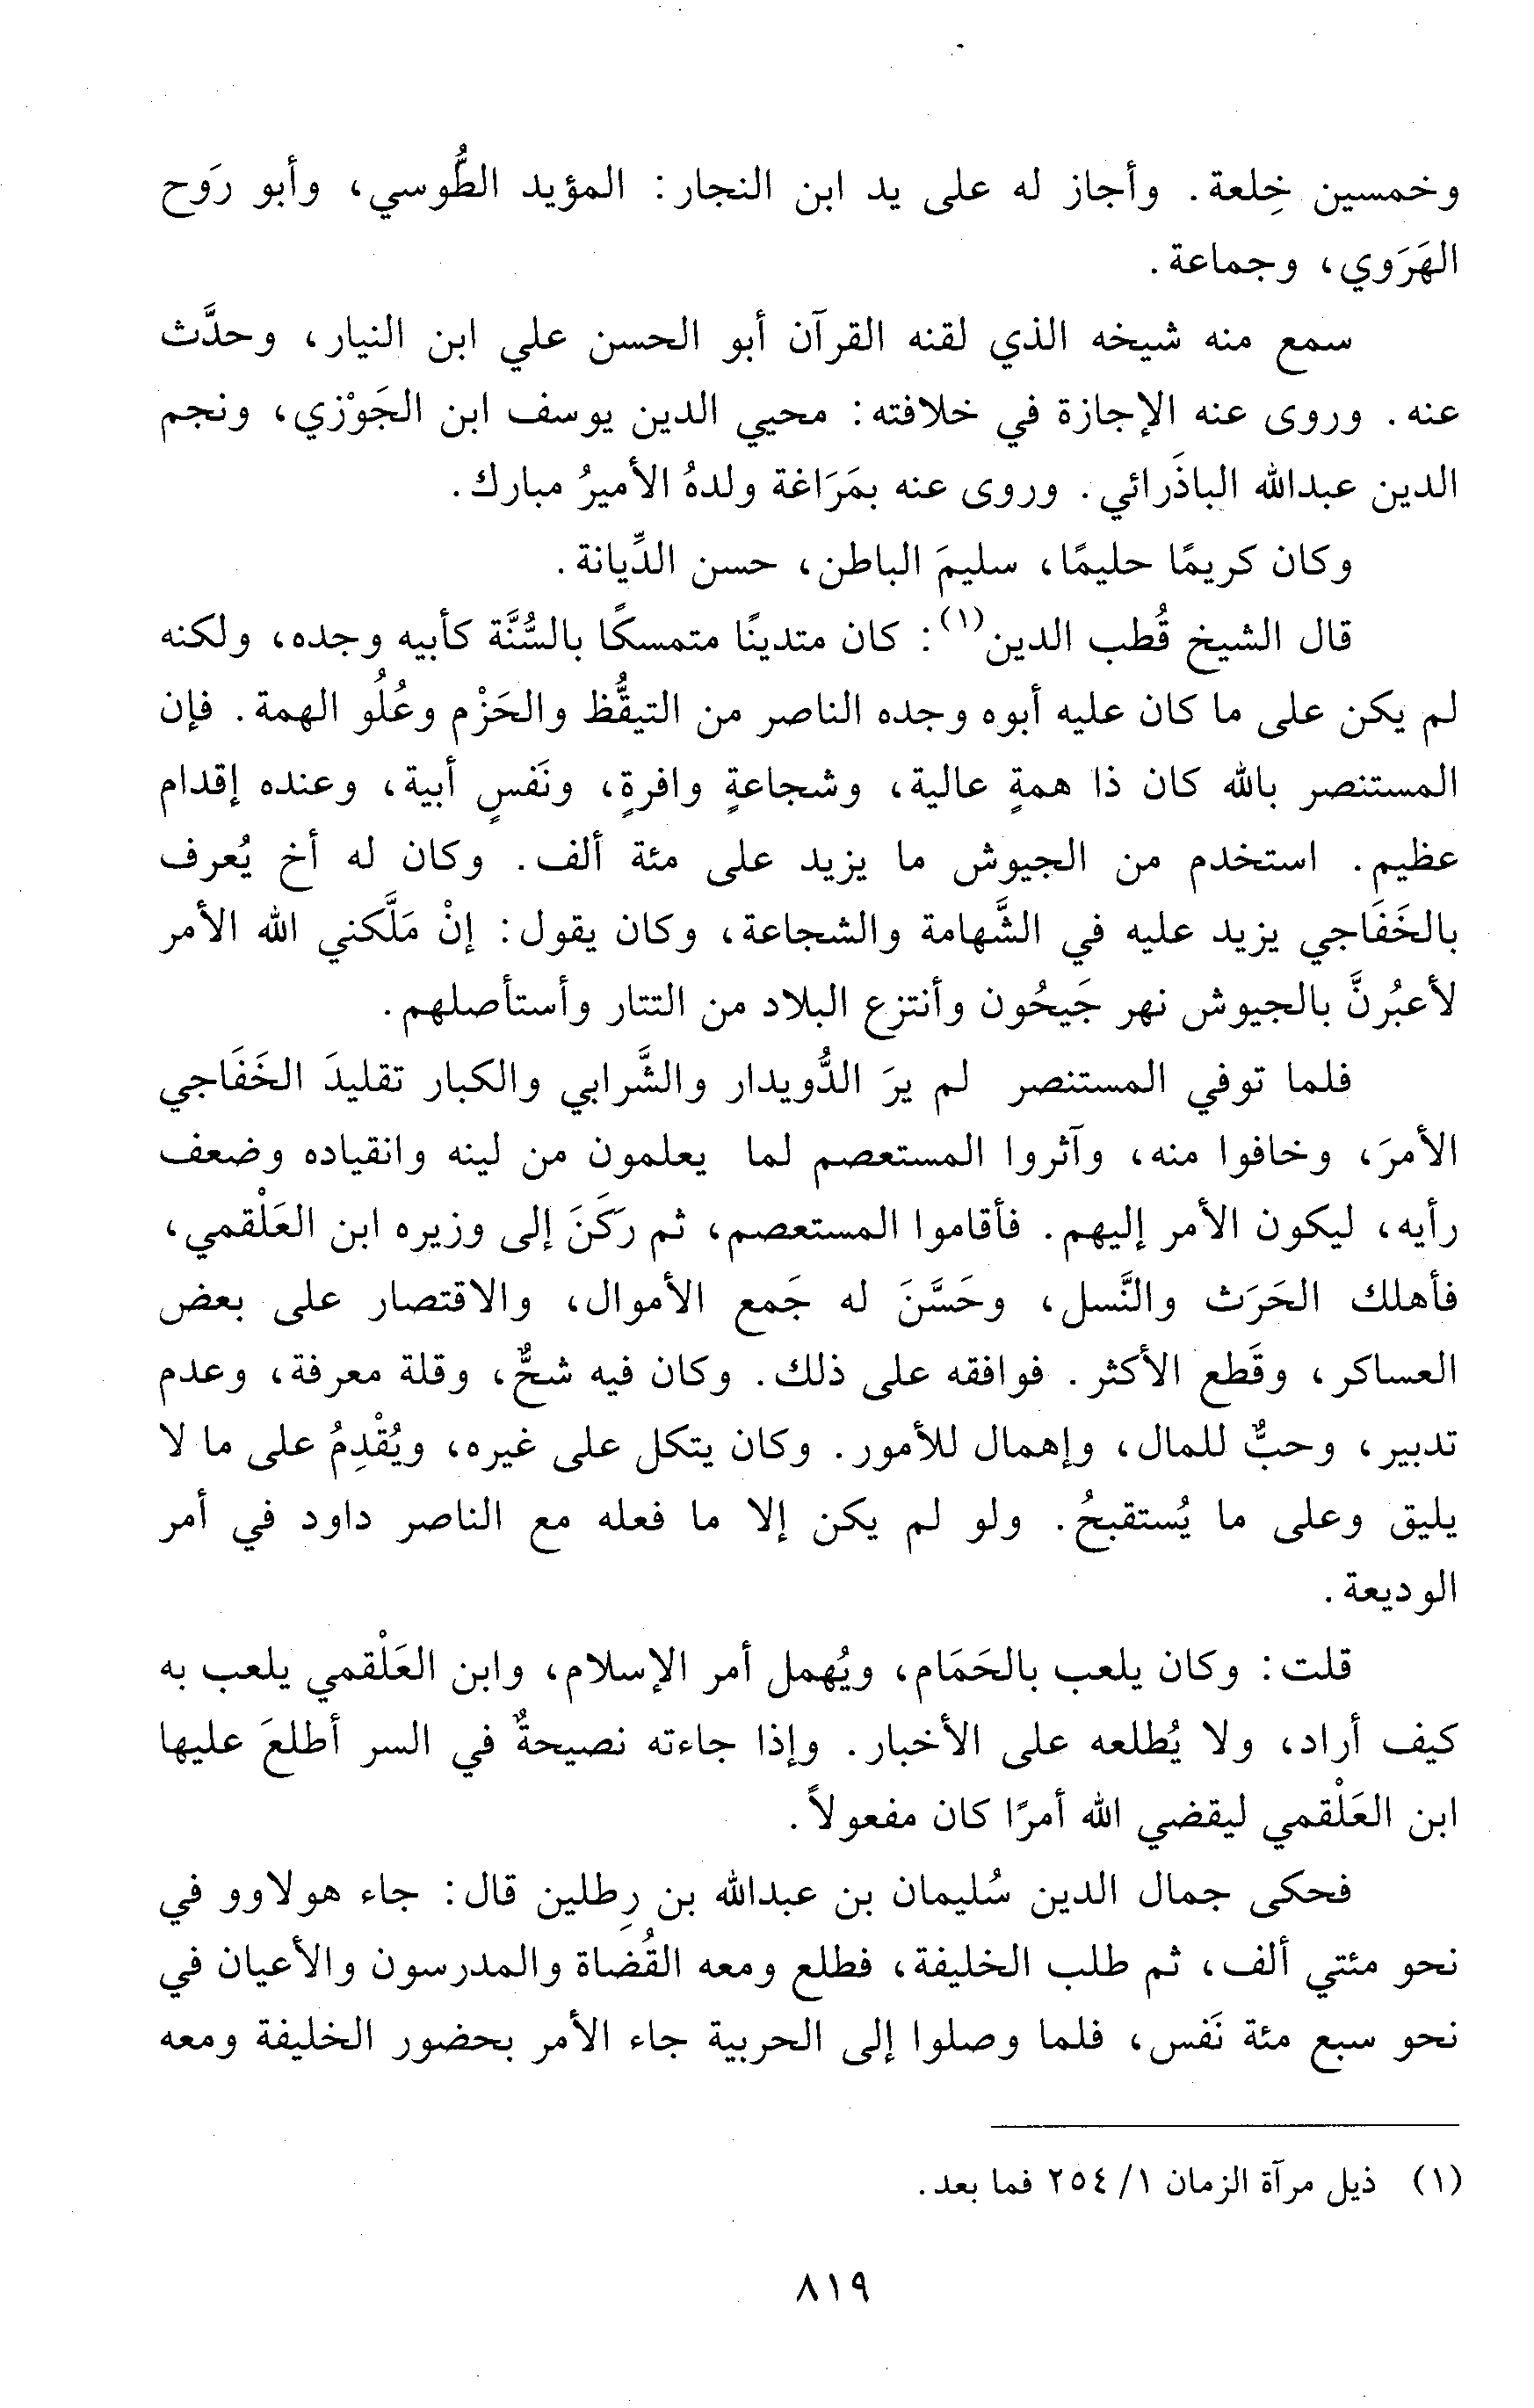 وخمسين خِلعة. وأجاز له على يد ابن النجار: المؤيد الطُّوسي، وأبو رَوح
الهَرَوي، وجماعة.
سمع منه شيخه الذي لقنه القرآن أبو الحسن علي ابن النيار، وحدَّث
عنه. وروى عنه الإجازة في خلافته: محيي الدين يوسف ابن الجَوْزي، ونجم
الدين عبدالله الباذَرائي. وروى عنه بمَرَاغة ولدهُ الأميرُ مبارك.
وكان كريمًا حليمًا، سليمَ الباطن، حسن الدِّيانة.
قال الشيخ قُطب الدين(١): كان متدينًا متمسكًا بالسُّنَّة كأبيه وجده، ولكنه
لم يكن على ما كان عليه أبوه وجده الناصر من التيقُّظ والحَزْم وعُلُو الهمة. فإن
المستنصر بالله كان ذا همةٍ عالية، وشجاعةٍ وافرةٍ، ونَفسٍ أبية، وعنده إقدام
عظيم. استخدم من الجيوش ما يزيد على مئة ألف. وكان له أخ يُعرف
بالخَفَاجي يزيد عليه في الشَّهامة والشجاعة، وكان يقول: إنْ مَلَّكني الله الأمر
لأعبُرنَّ بالجيوش نهر جَيحُون وأنتزع البلاد من التتار وأستأصلهم.
فلما توفي المستنصر لم يرَ الدُّويدار والشَّرابي والكبار تقليدَ الخَفَاجي
الأمرَ، وخافوا منه، وآثروا المستعصم لما يعلمون من لينه وانقياده وضعف
رأيه، ليكون الأمر إليهم. فأقاموا المستعصم، ثم رَكَنَ إلى وزيره ابن العَلْقمي،
فأهلك الحَرَث والنَّسل، وحَسَّنَ له جَمع الأموال، والاقتصار على بعض
العساكر، وقَطع الأكثر. فوافقه على ذلك. وكان فيه شحٌّ، وقلة معرفة، وعدم
تدبير، وحبٌّ للمال، وإهمال للأمور. وكان يتكل على غيره، ويُقْدِمُ على ما لا
يليق وعلى ما يُستقبحُ. ولو لم يكن إلا ما فعله مع الناصر داود في أمر
الوديعة.
قلت: وكان يلعب بالحَمَام، ويُهمل أمر الإسلام، وابن العَلْقمي يلعب به
كيف أراد، ولا يُطلعه على الأخبار. وإذا جاءته نصيحةٌ في السر أطلعَ عليها
ابن العَلْقمي ليقضي الله أمرًا كان مفعولاً.
فحكى جمال الدين سُليمان بن عبدالله بن رِطلين قال: جاء هولاوو في
نحو مئتي ألف، ثم طلب الخليفة، فطلع ومعه القُضاة والمدرسون والأعيان في
نحو سبع مئة نَفس، فلما وصلوا إلى الحربية جاء الأمر بحضور الخليفة ومعه
(١) ذيل مرآة الزمان ١/ ٢٥٤ فما بعد.
٨١٩